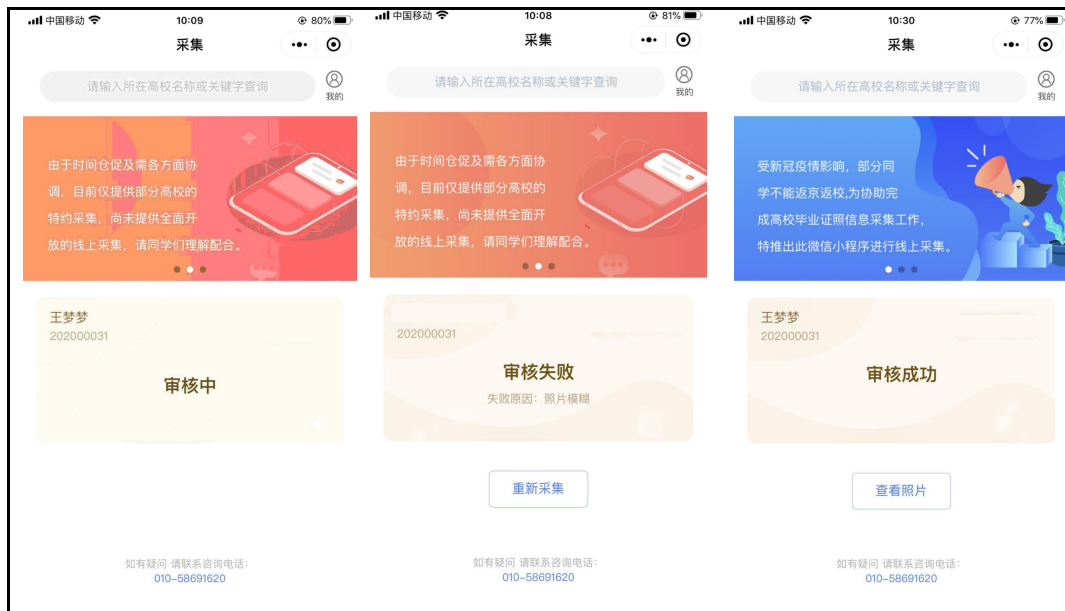 中国移动
10:09
80%
采集
请输入所在高校名称或关键字查询
我的
由于时间仓促及需各方面协
调，目前仅提供部分高校的
特约采集，尚未提供全面开
放的线上采集，请同学们理解配合。
王梦梦
202000031
审核中
如有疑问 请联系咨询电话：
010-58691620
中国移动
10:08
81%
采集
请输入所在高校名称或关键字查询
我的
由于时间仓促及需各方面协
调，目前仅提供部分高校的
特约采集，尚未提供全面开
放的线上采集，请同学们理解配合。
202000031
审核失败
失败原因：照片模糊
重新采集
如有疑问 请联系咨询电话：
010-58691620
中国移动
10:30
77%
采集
请输入所在高校名称或关键字查询
我的
受新冠疫情影响，部分同
学不能返京返校,为协助完
成高校毕业证照信息采集工作，
特推出此微信小程序进行线上采集。
王梦梦
202000031
审核成功
查看照片
如有疑问 请联系咨询电话：
010-58691620